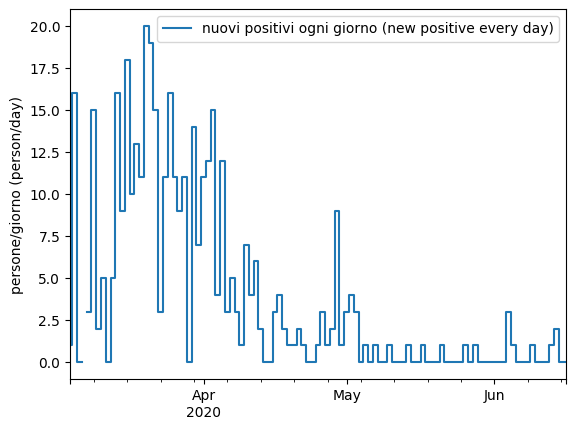 nuovi positivi ogni giorno (new positive every day)
persone/giorno (person/day)
20.0
17.5
15.0
12.5
10.0
7.5
5.0
2.5
0.0
Apr
2020
May
Jun